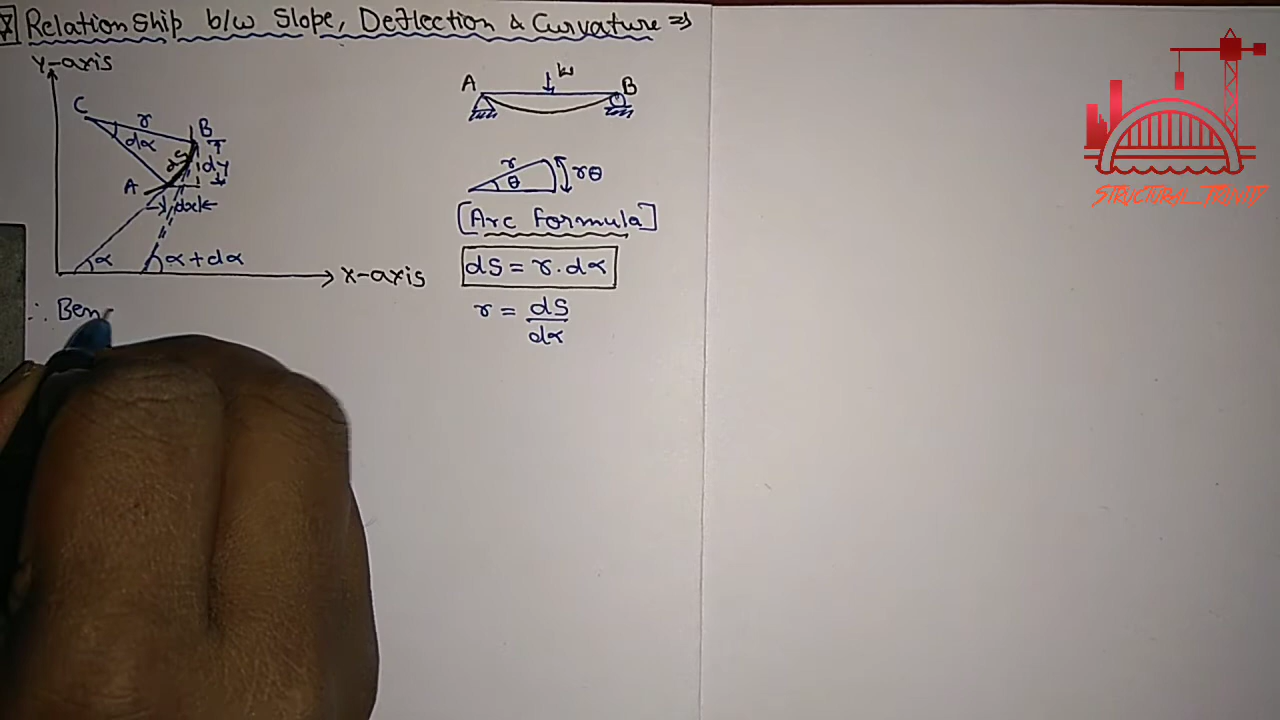 Relationship b/w Slope, Deflection & Curvature ⇒
Y-axis
C
r
dα
B
dS
dy
A
dx
α
α+dα
X-axis
A
W
B
r
θ
rθ
[Arc Formula]
dS = r.dα
r = dS/dα
∴ Ben
STRUCTURAL_TRINITY